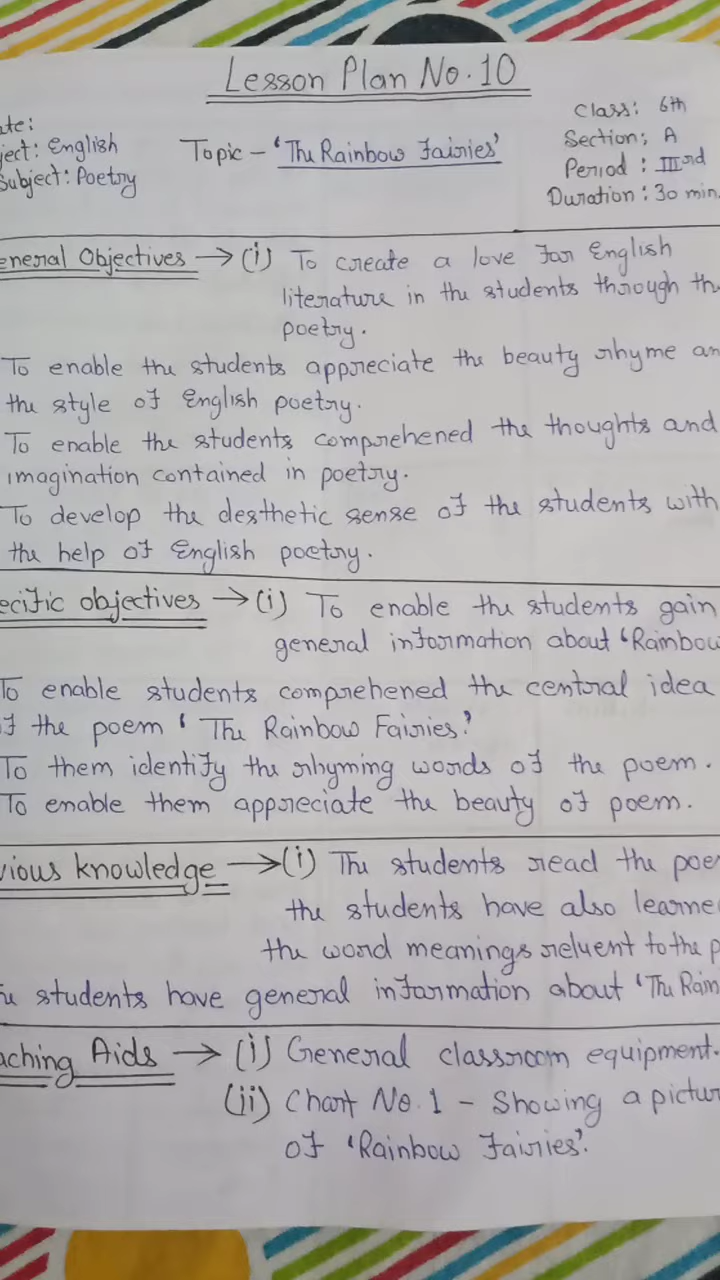 Lesson Plan No. 10
ate:
ject: English
Subject: Poetry
Topic - 'The Rainbow Fairies'
Class: 6th
Section: A
Period : IIIrd
Duration : 30 min.
eneral Objectives → (i) To create a love for English
literature in the students through th
poetry.
To enable the students appreciate the beauty rhyme an
the style of English poetry.
To enable the students comprehened the thoughts and
imagination contained in poetry.
To develop the desthetic sense of the students with
the help of English poetry.
ecific objectives → (i) To enable the students gain
general information about 'Rainbow
To enable students comprehened the central idea
of the poem 'The Rainbow Fairies.'
To them identify the rhyming words of the poem.
To enable them appreciate the beauty of poem.
vious knowledge → (i) The students read the poe
the students have also learne
the word meanings reluent to the p
he students have general information about 'The Rain
aching Aids → (i) General classroom equipment.
(ii) Chart No. 1 - Showing a pictur
of 'Rainbow Fairies'.